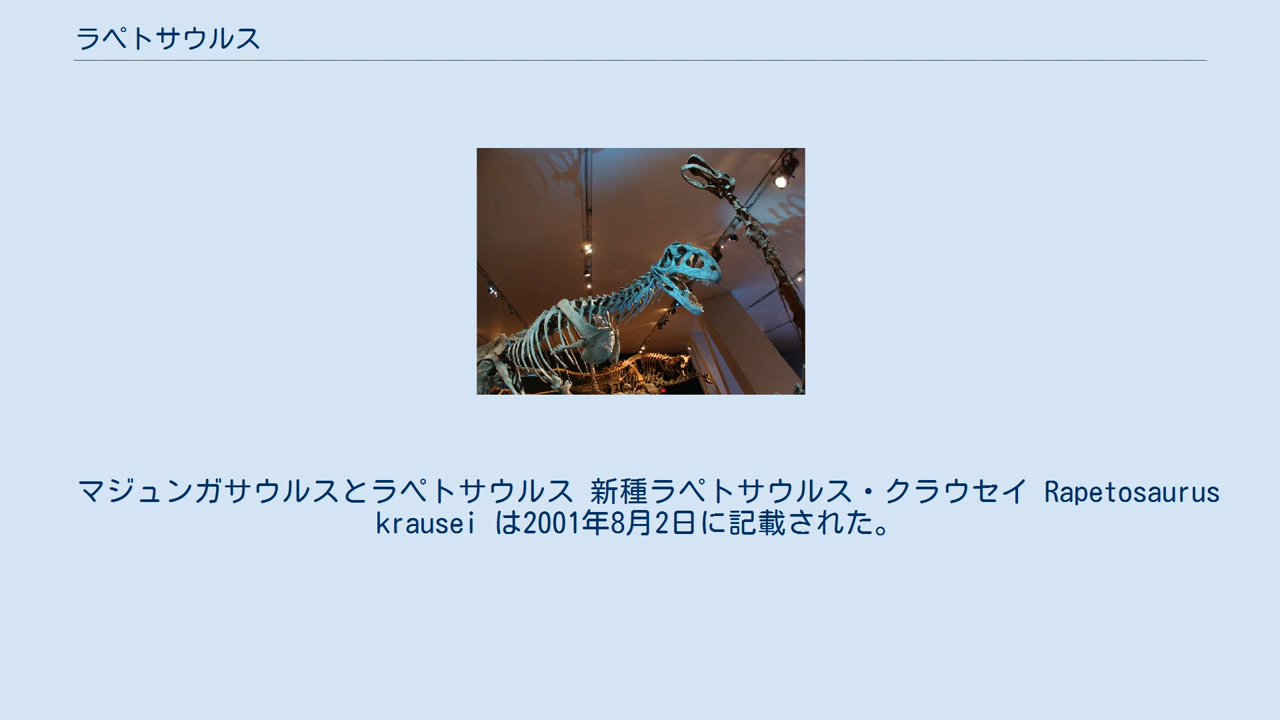 ラペトサウルス
マジュンガサウルスとラペトサウルス 新種ラペトサウルス・クラウセイ Rapetosaurus
krausei は2001年8月2日に記載された。